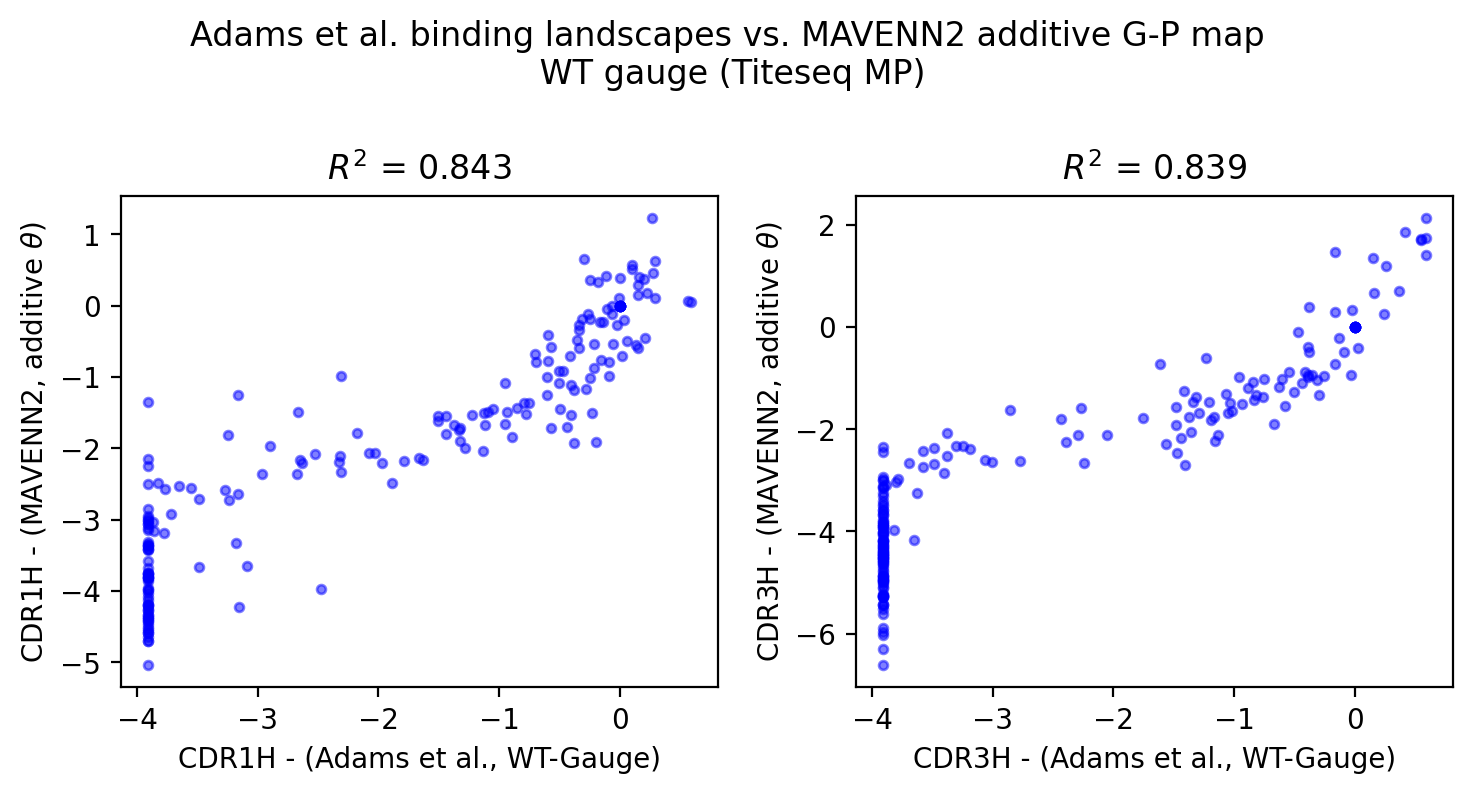 Adams et al. binding landscapes vs. MAVENN2 additive G-P map
WT gauge (Titeseq MP)
R² = 0.843
CDR1H - (MAVENN2, additive θ)
1
0
−1
−2
−3
−4
−5
−4
−3
−2
−1
0
CDR1H - (Adams et al., WT-Gauge)
R² = 0.839
CDR3H - (MAVENN2, additive θ)
2
0
−2
−4
−6
−4
−3
−2
−1
0
CDR3H - (Adams et al., WT-Gauge)